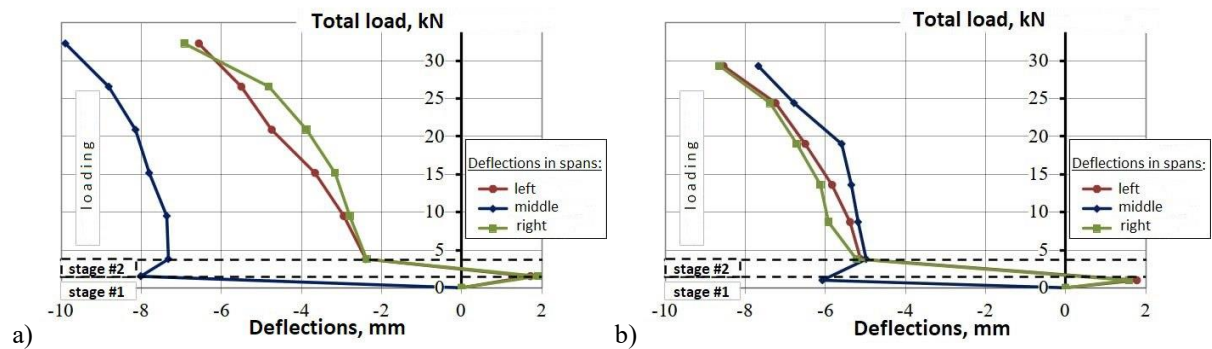 Total load, kN
30
25
20
15
10
5
0
loading
Deflections in spans:
left
middle
right
stage #2
stage #1
-10 -8 -6 -4 -2 0 2
Deflections, mm
a)
Total load, kN
30
25
20
15
10
5
0
loading
Deflections in spans:
left
middle
right
stage #2
stage #1
-10 -8 -6 -4 -2 0 2
Deflections, mm
b)